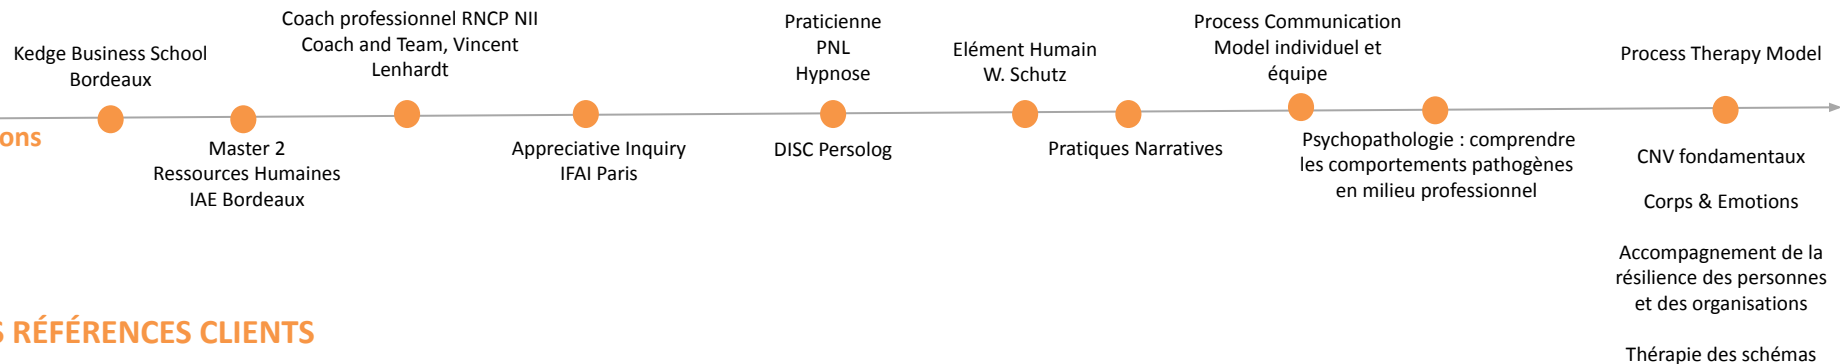 Kedge Business School
Bordeaux
Coach professionnel RNCP NII
Coach and Team, Vincent
Lenhardt
Praticienne
PNL
Hypnose
Elément Humain
W. Schutz
Process Communication
Model individuel et
équipe
Process Therapy Model
ons
Master 2
Ressources Humaines
IAE Bordeaux
Appreciative Inquiry
IFAI Paris
DISC Persolog
Pratiques Narratives
Psychopathologie : comprendre
les comportements pathogènes
en milieu professionnel
CNV fondamentaux
Corps & Emotions
Accompagnement de la
résilience des personnes
et des organisations
Thérapie des schémas
S RÉFÉRENCES CLIENTS